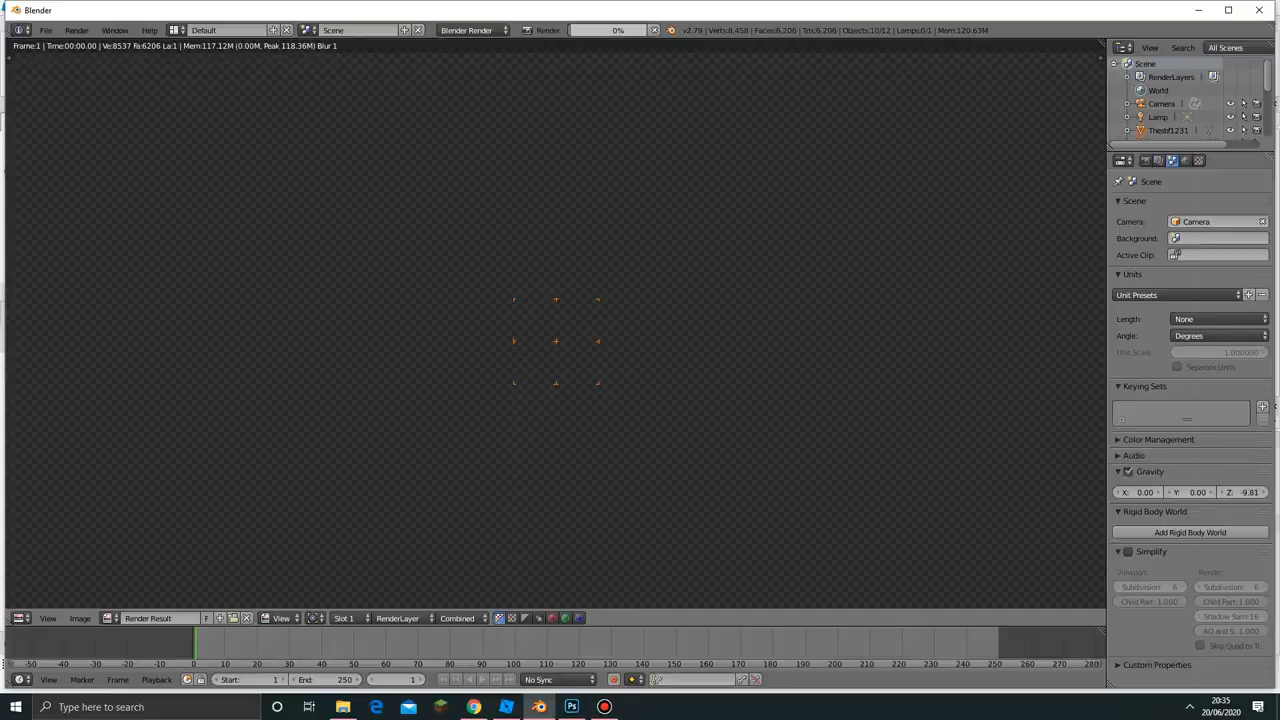 Blender
File Render Window Help Default Scene Blender Render Render 0% v2.79 | Verts:8,458 | Faces:6,206 | Tris:6,206 | Objects:10/12 | Lamps:0/1 | Mem:120.63M
Frame:1 | Time:00:00.00 | Ve:8537 Fa:6206 La:1 | Mem:117.12M (0.00M, Peak 118.36M) Blur 1
View Search All Scenes
Scene
RenderLayers
World
Camera
Lamp
Thesbf1231
Scene
Scene
Camera: Camera
Background:
Active Clip:
Units
Unit Presets
Length: None
Angle: Degrees
Unit Scale: 1.000000
Separate Units
Keying Sets
Color Management
Audio
Gravity
X: 0.00 Y: 0.00 Z: -9.81
Rigid Body World
Add Rigid Body World
Simplify
Viewport: Render:
Subdivision: 6 Subdivision: 6
Child Part: 1.000 Child Part: 1.000
Shadow Sam: 16
AO and S..: 1.000
Skip Quad to Tr..
Custom Properties
View Image Render Result F View Slot 1 RenderLayer Combined
-50 -40 -30 -20 -10 0 10 20 30 40 50 60 70 80 90 100 110 120 130 140 150 160 170 180 190 200 210 220 230 240 250 260 270 280
View Marker Frame Playback Start: 1 End: 250 1 No Sync
Type here to search
Ps
20:35
20/06/2020